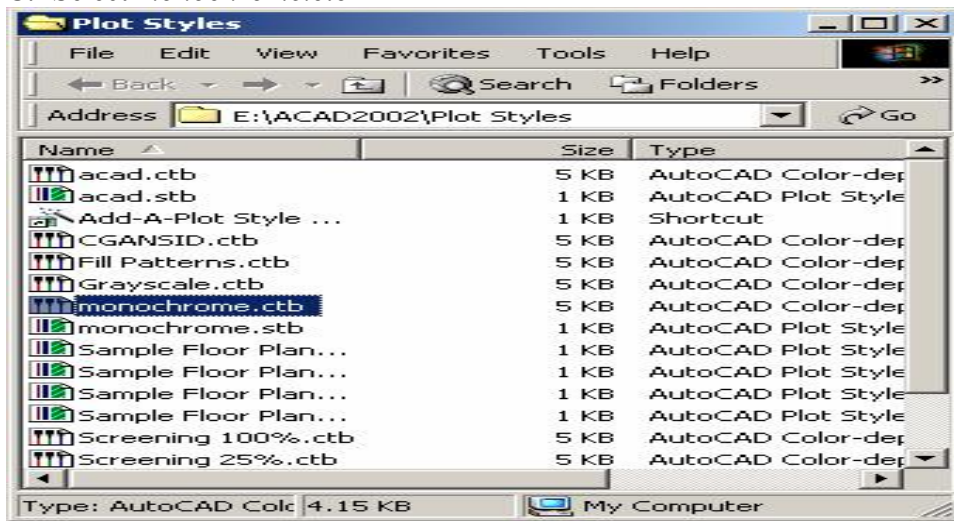 Plot Styles
File Edit View Favorites Tools Help
Back Search Folders »
Address E:\ACAD2002\Plot Styles Go
Name Size Type
acad.ctb 5 KB AutoCAD Color-dep
acad.stb 1 KB AutoCAD Plot Style
Add-A-Plot Style ... 1 KB Shortcut
CGANSID.ctb 5 KB AutoCAD Color-dep
Fill Patterns.ctb 5 KB AutoCAD Color-dep
Grayscale.ctb 5 KB AutoCAD Color-dep
monochrome.ctb 5 KB AutoCAD Color-dep
monochrome.stb 1 KB AutoCAD Plot Style
Sample Floor Plan... 1 KB AutoCAD Plot Style
Sample Floor Plan... 1 KB AutoCAD Plot Style
Sample Floor Plan... 1 KB AutoCAD Plot Style
Sample Floor Plan... 1 KB AutoCAD Plot Style
Screening 100%.ctb 5 KB AutoCAD Color-dep
Screening 25%.ctb 5 KB AutoCAD Color-dep
Type: AutoCAD Colc 4.15 KB My Computer